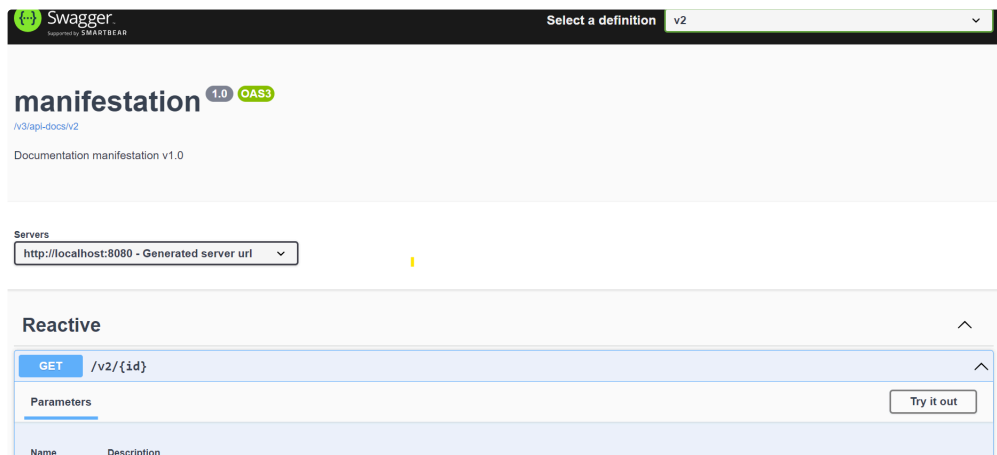 Swagger.
Supported by SMARTBEAR
Select a definition v2
manifestation 1.0 OAS3
/v3/api-docs/v2
Documentation manifestation v1.0
Servers
http://localhost:8080 - Generated server url
Reactive
GET /v2/{id}
Parameters Try it out
Name Description